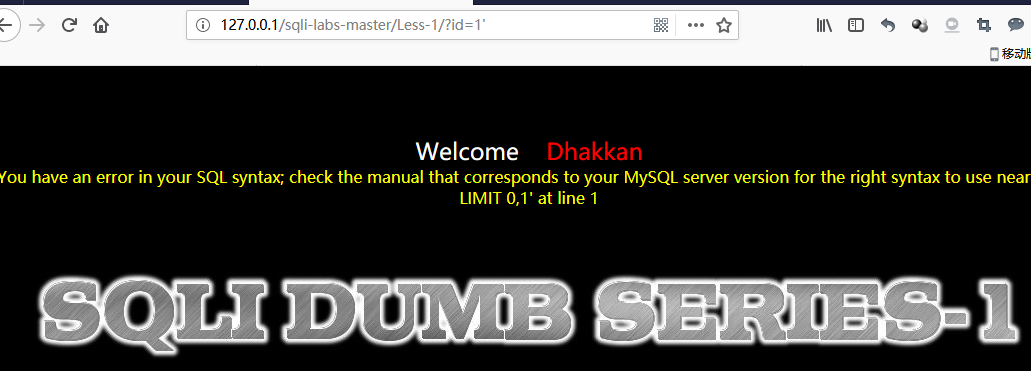 127.0.0.1/sqli-labs-master/Less-1/?id=1'
移动版
Welcome Dhakkan
You have an error in your SQL syntax; check the manual that corresponds to your MySQL server version for the right syntax to use near
LIMIT 0,1' at line 1
SQLI DUMB SERIES-1